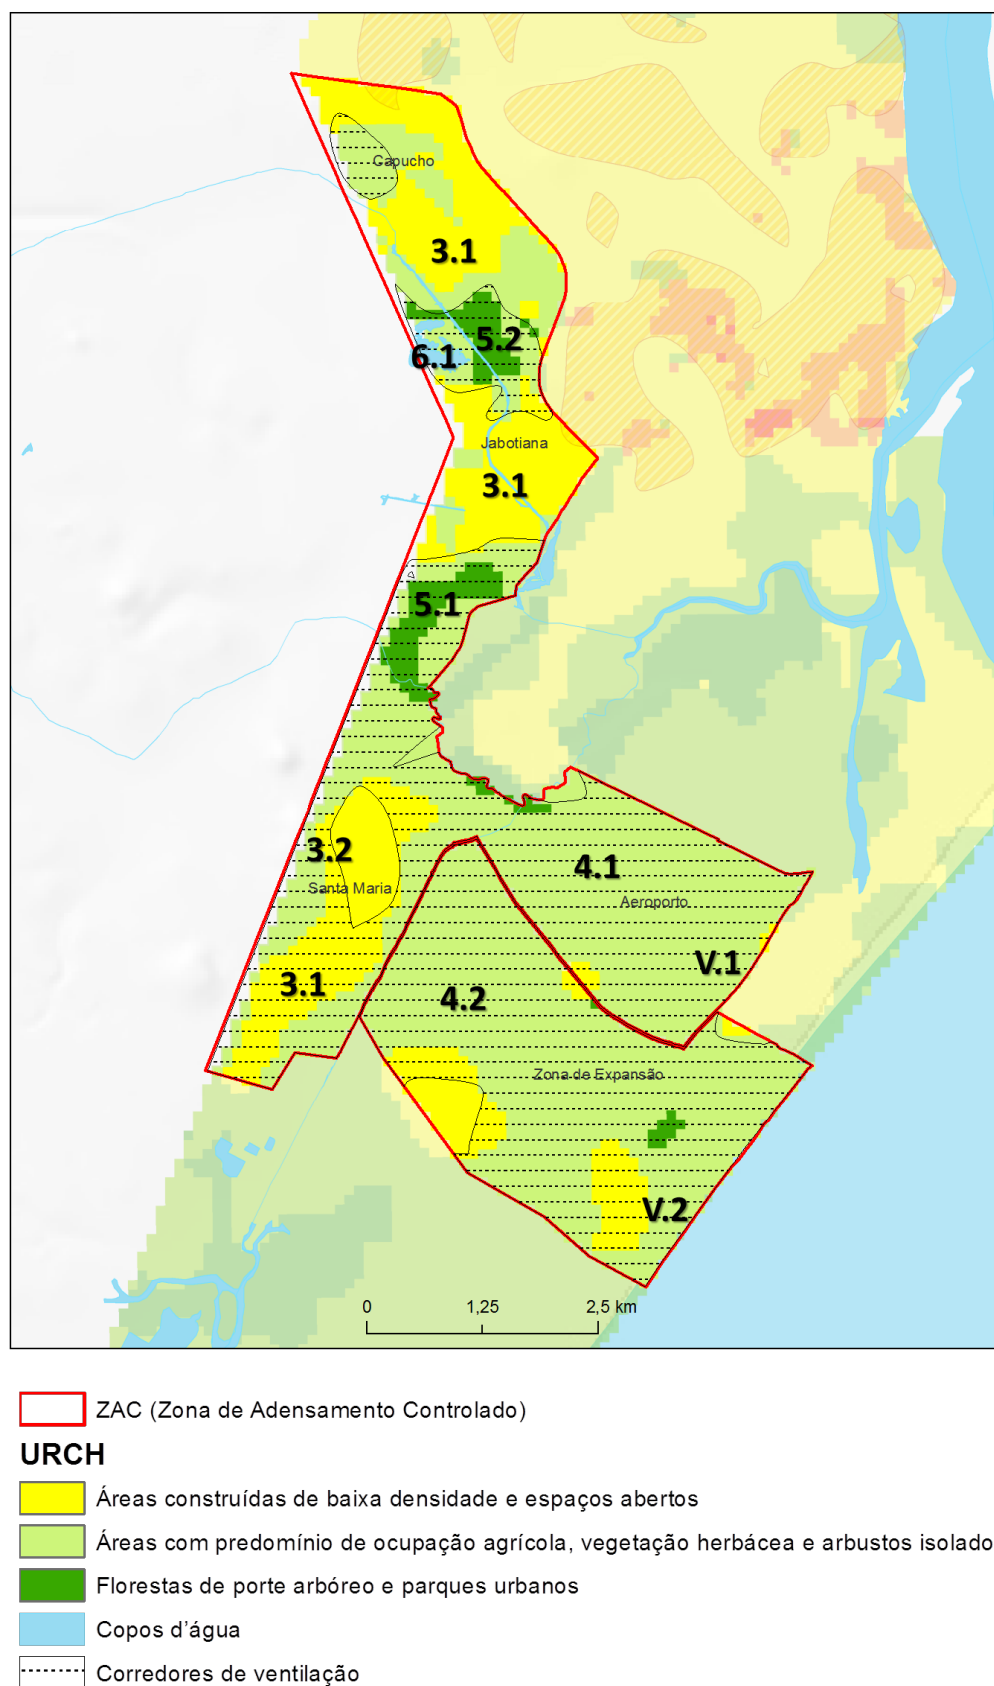 Capucho
3.1
5.2
6.1
Jabotiana
3.1
5.1
3.2
Santa Maria
4.1
Aeroporto
V.1
3.1
4.2
Zona de Expansão
V.2
0 1,25 2,5 km
ZAC (Zona de Adensamento Controlado)
URCH
Áreas construídas de baixa densidade e espaços abertos
Áreas com predomínio de ocupação agrícola, vegetação herbácea e arbustos isolado
Florestas de porte arbóreo e parques urbanos
Copos d'água
Corredores de ventilação